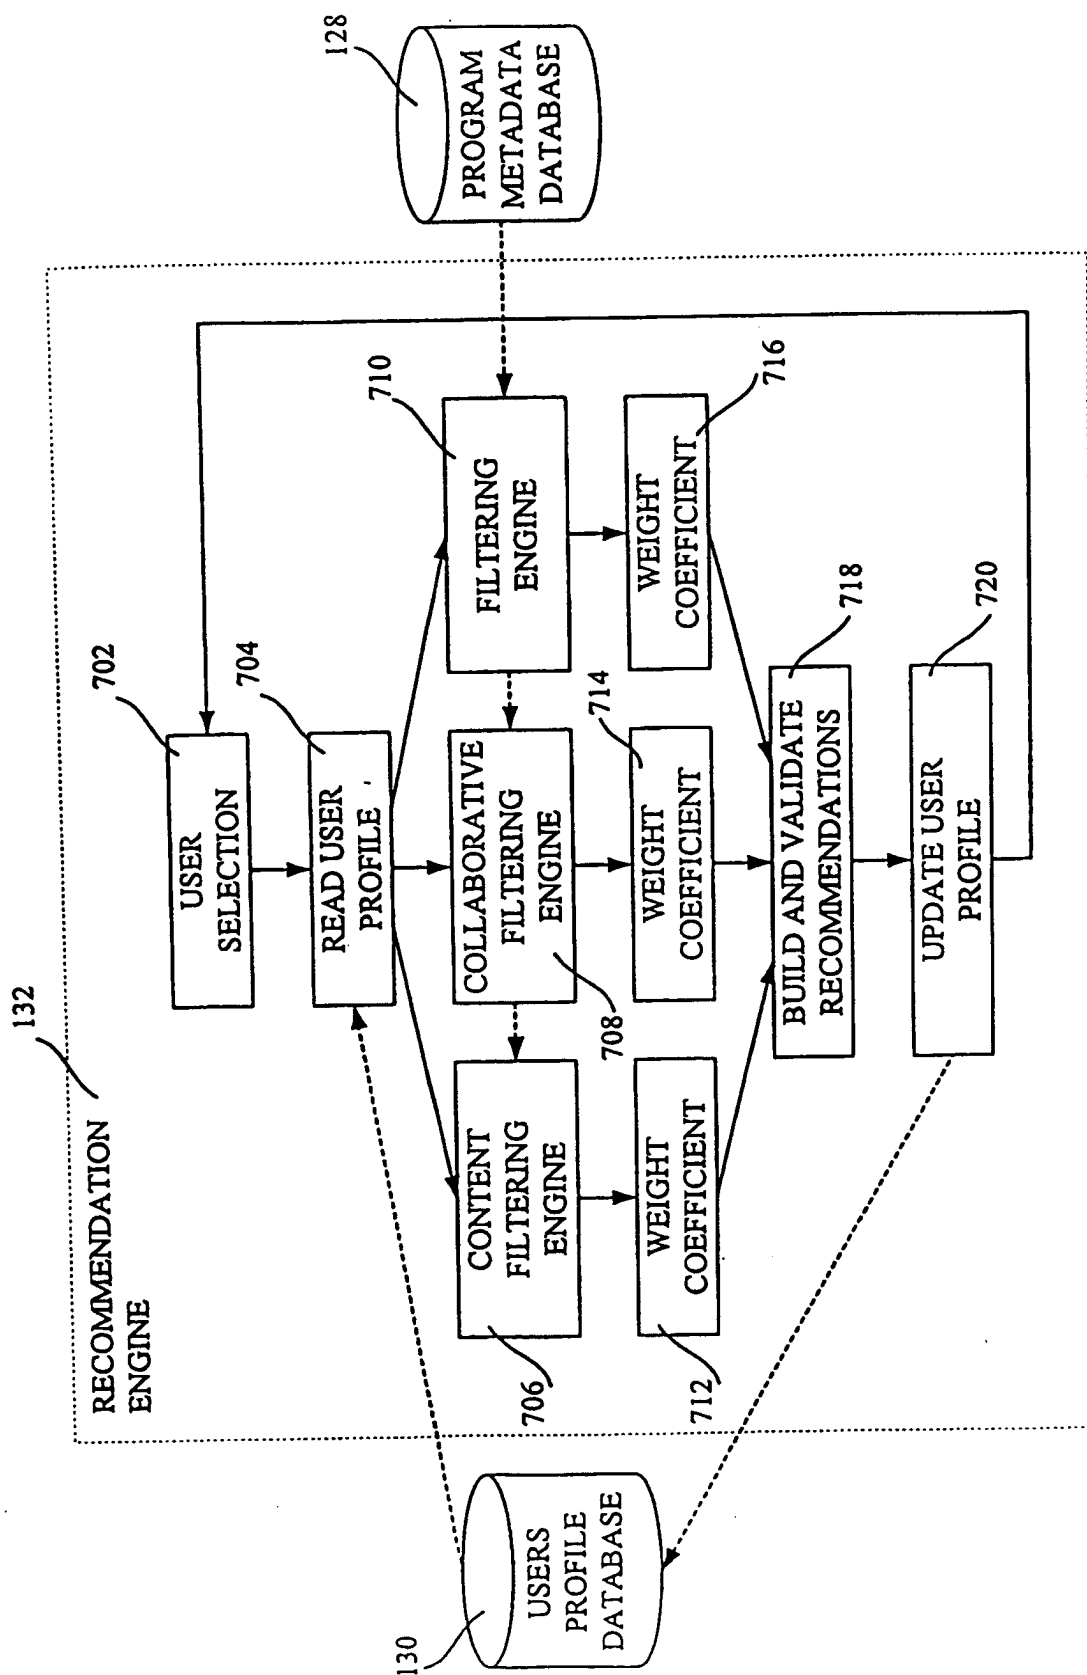 132
RECOMMENDATION
ENGINE
702
USER
SELECTION
704
READ USER
PROFILE
130
USERS
PROFILE
DATABASE
128
PROGRAM
METADATA
DATABASE
706
CONTENT
FILTERING
ENGINE
708
COLLABORATIVE
FILTERING
ENGINE
710
FILTERING
ENGINE
712
WEIGHT
COEFFICIENT
714
WEIGHT
COEFFICIENT
716
WEIGHT
COEFFICIENT
718
BUILD AND VALIDATE
RECOMMENDATIONS
720
UPDATE USER
PROFILE